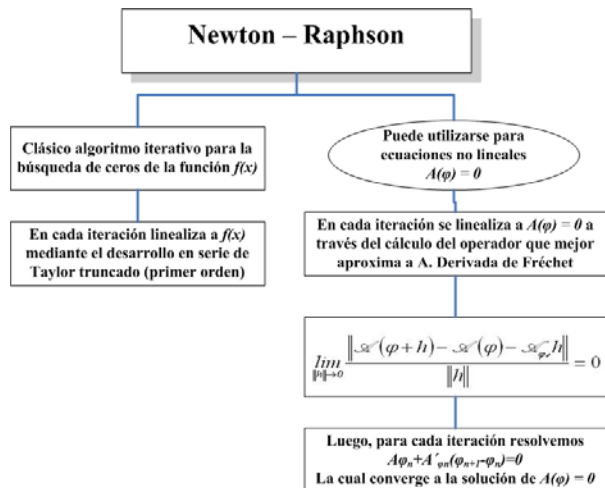 Newton – Raphson
Clásico algoritmo iterativo para la
búsqueda de ceros de la función f(x)
En cada iteración linealiza a f(x)
mediante el desarrollo en serie de
Taylor truncado (primer orden)
Puede utilizarse para
ecuaciones no lineales
A(φ) = 0
En cada iteración se linealiza a A(φ) = 0 a
través del cálculo del operador que mejor
aproxima a A. Derivada de Fréchet
lim ‖h‖→0 ‖𝒜(φ + h) − 𝒜(φ) − 𝒜φ′ h‖ / ‖h‖ = 0
Luego, para cada iteración resolvemos
Aφn+A´φn(φn+1-φn)=0
La cual converge a la solución de A(φ) = 0